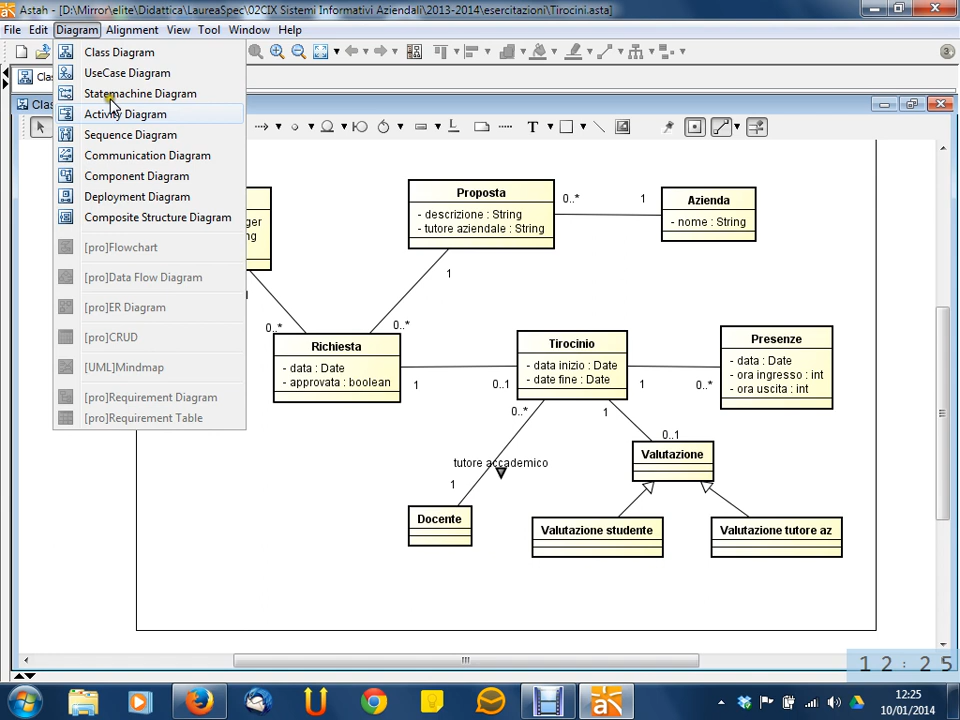 Astah - [D:\Mirror\elite\Didattica\LaureaSpec\02CIX Sistemi Informativi Aziendali\2013-2014\esercitazioni\Tirocini.asta]
File Edit Diagram Alignment View Tool Window Help
Class Diagram
UseCase Diagram
Statemachine Diagram
Activity Diagram
Sequence Diagram
Communication Diagram
Component Diagram
Deployment Diagram
Composite Structure Diagram
[pro]Flowchart
[pro]Data Flow Diagram
[pro]ER Diagram
[pro]CRUD
[UML]Mindmap
[pro]Requirement Diagram
[pro]Requirement Table
Proposta
- descrizione : String
- tutore aziendale : String
0..* 1
Azienda
- nome : String
1
0..* 0..*
Richiesta
- data : Date
- approvata : boolean
1 0..1
Tirocinio
- data inizio : Date
- date fine : Date
1 0..*
Presenze
- data : Date
- ora ingresso : int
- ora uscita : int
0..* 1
0..1
tutore accademico
1
Docente
Valutazione
Valutazione studente
Valutazione tutore az
12:25
12:25
10/01/2014